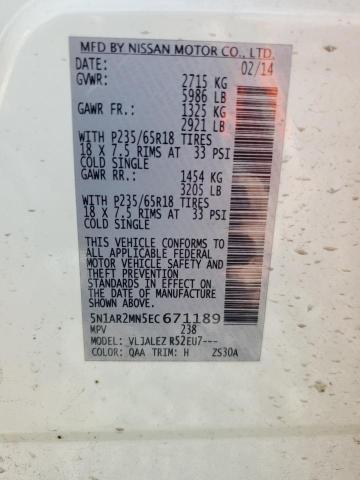 MFD BY NISSAN MOTOR CO., LTD.
DATE: 02/14
GVWR: 2715 KG
5986 LB
GAWR FR.: 1325 KG
2921 LB
WITH P235/65R18 TIRES
18 X 7.5 RIMS AT 33 PSI
COLD SINGLE
GAWR RR.: 1454 KG
3205 LB
WITH P235/65R18 TIRES
18 X 7.5 RIMS AT 33 PSI
COLD SINGLE
THIS VEHICLE CONFORMS TO
ALL APPLICABLE FEDERAL
MOTOR VEHICLE SAFETY AND
THEFT PREVENTION
STANDARDS IN EFFECT ON
THE DATE OF MANUFACTURE
SHOWN ABOVE.
5N1AR2MN5EC671189
MPV 238
MODEL: VLJALEZ R52EU7---
COLOR: QAA TRIM: H ZS30A